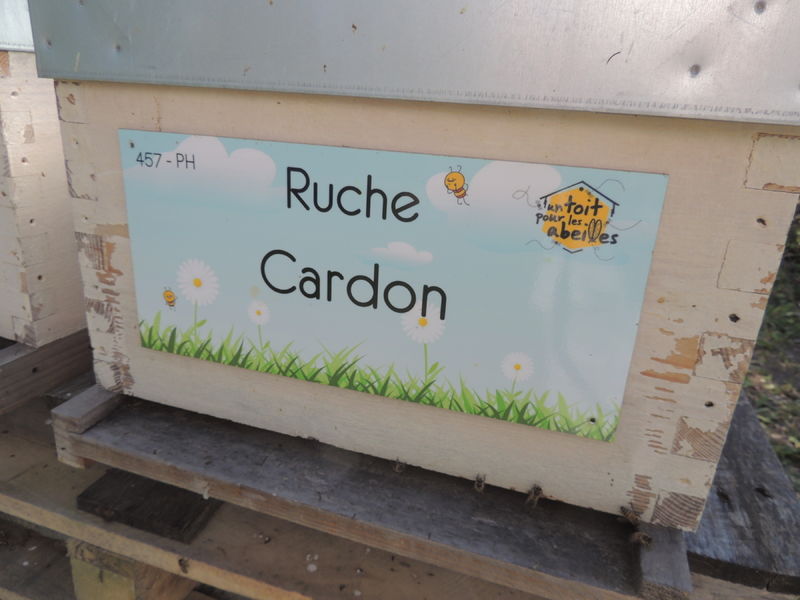 457 - PH
Ruche
Cardon
un toit
pour les
abeilles